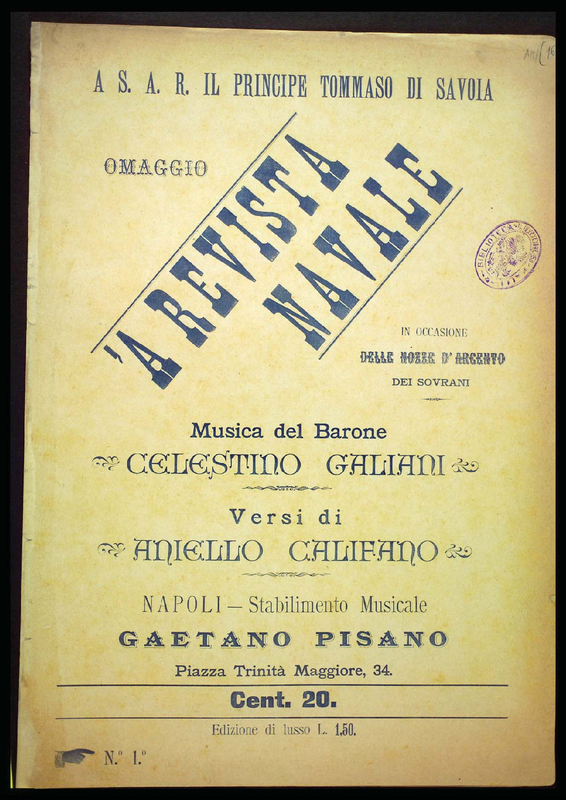 A S. A. R. IL PRINCIPE TOMMASO DI SAVOIA
OMAGGIO
'A REVISTA
NAVALE
IN OCCASIONE
DELLE NOZZE D'ARGENTO
DEI SOVRANI
Musica del Barone
CELESTINO GALIANI
Versi di
ANIELLO CALIFANO
NAPOLI — Stabilimento Musicale
GAETANO PISANO
Piazza Trinità Maggiore, 34.
Cent. 20.
Edizione di lusso L. 1,50.
N.° 1.°
BIBLIOTECA